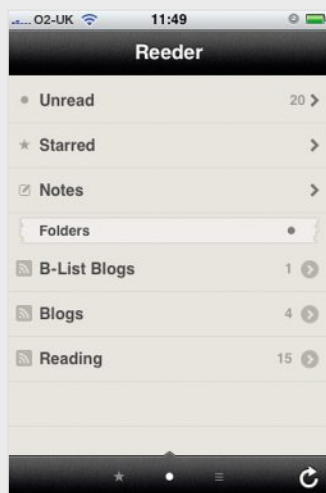 O2-UK 11:49
Reeder
Unread 20
Starred
Notes
Folders
B-List Blogs 1
Blogs 4
Reading 15